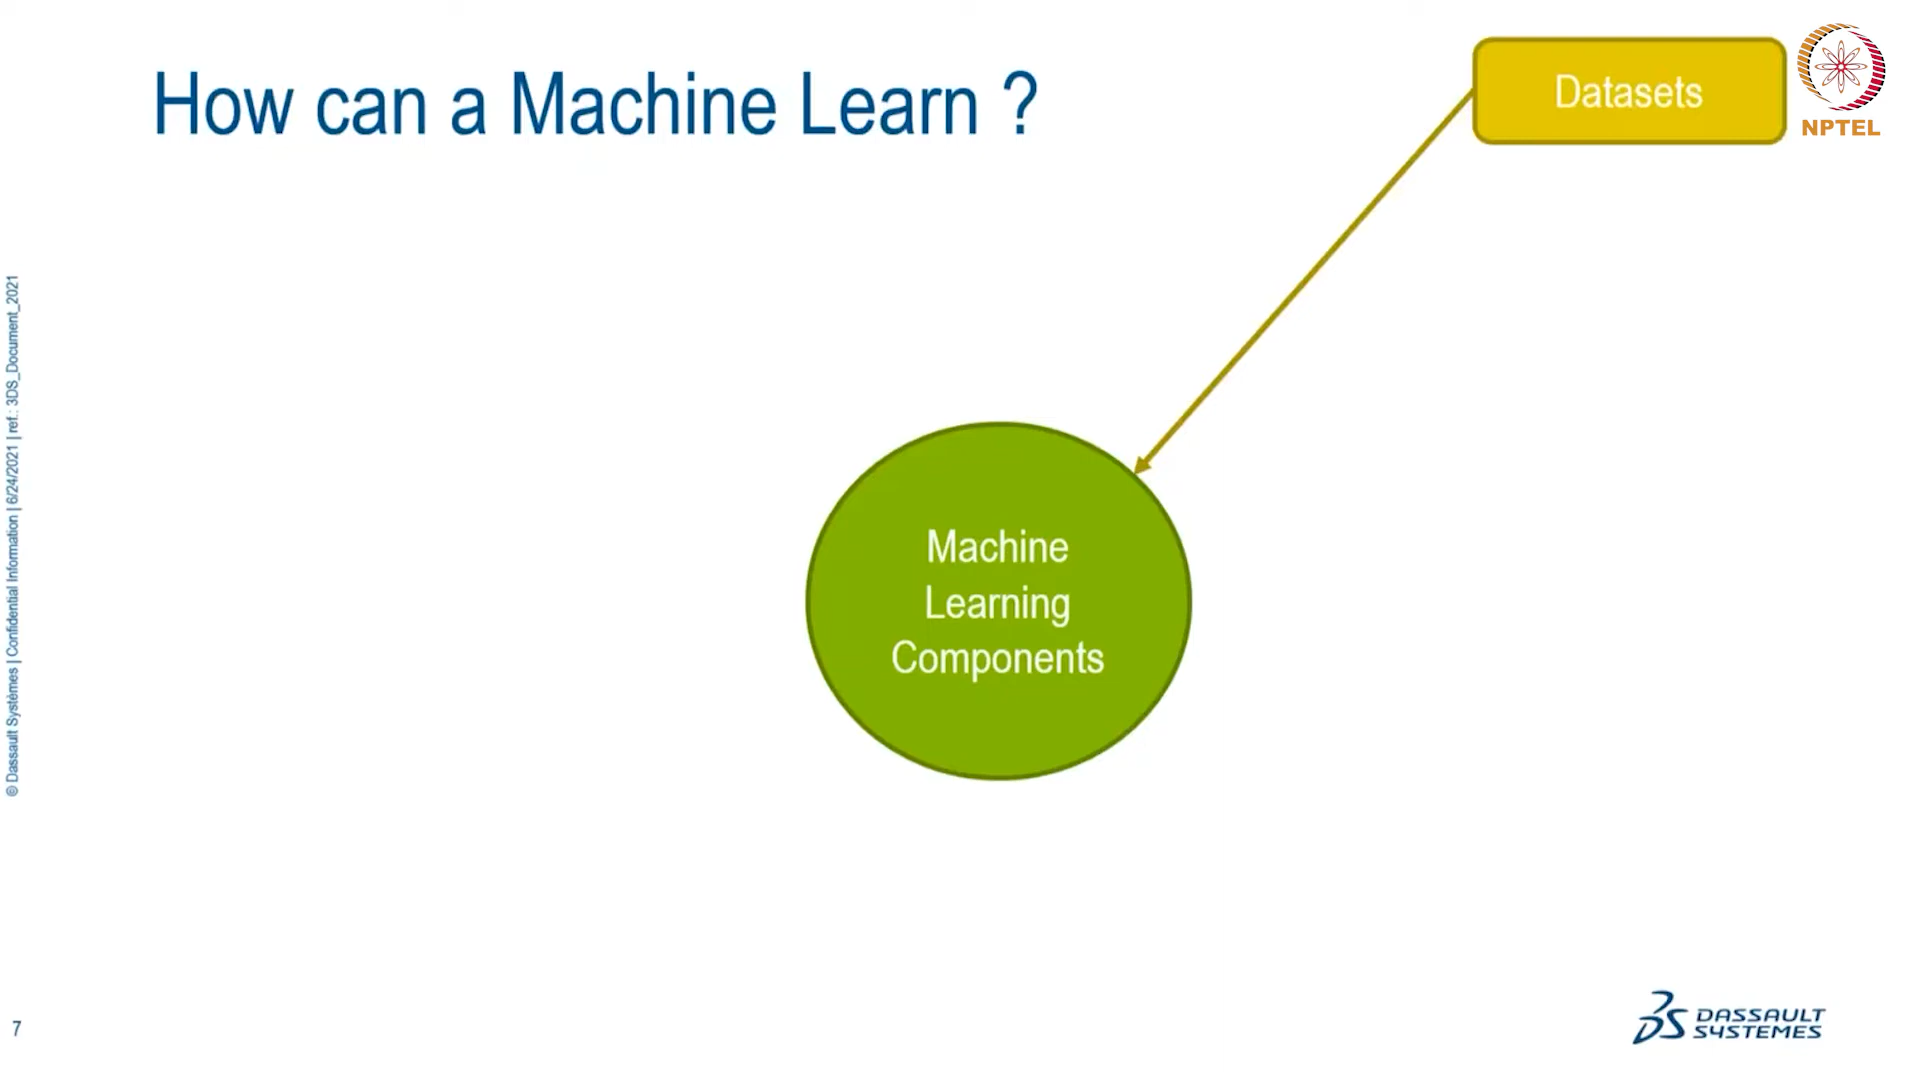 How can a Machine Learn ?
Datasets
NPTEL
Machine
Learning
Components
© Dassault Systèmes | Confidential Information | 6/24/2021 | ref.: 3DS_Document_2021
7
DASSAULT
SYSTEMES